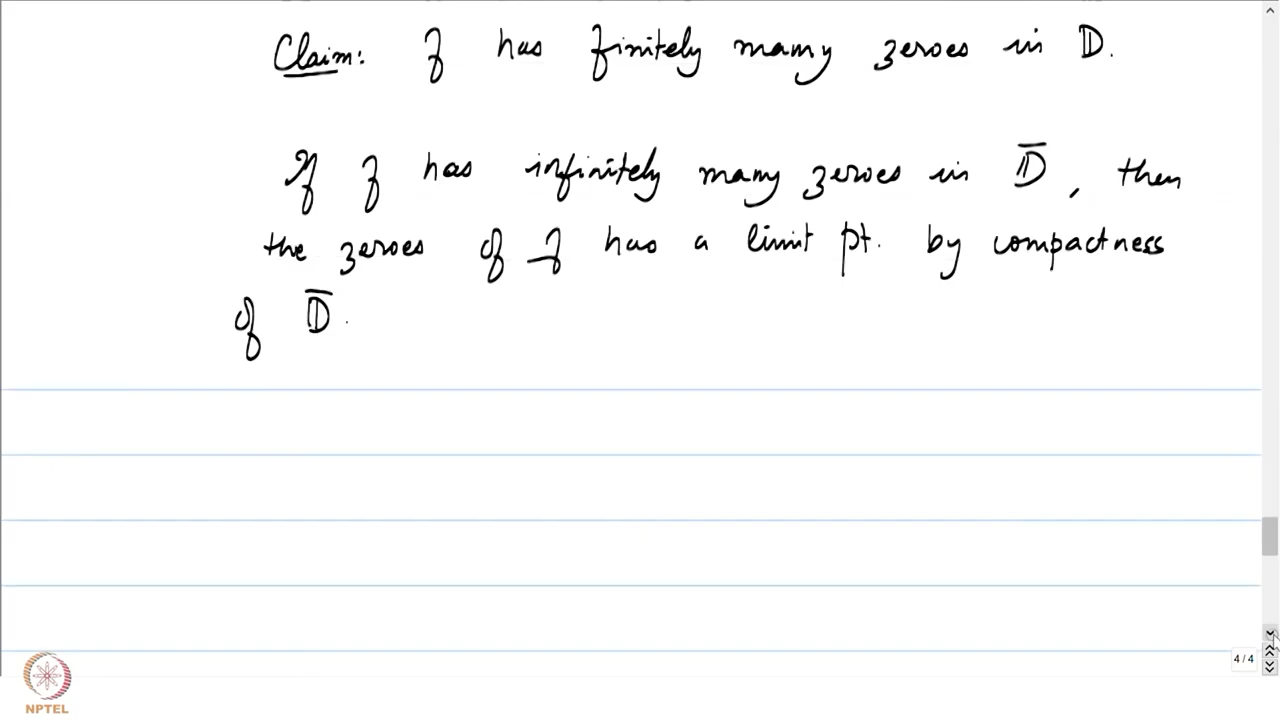 Claim: f has finitely many zeroes in 𝔻.
If f has infinitely many zeroes in 𝔻̄, then
the zeroes of f has a limit pt. by compactness
of 𝔻̄.
4/4
NPTEL